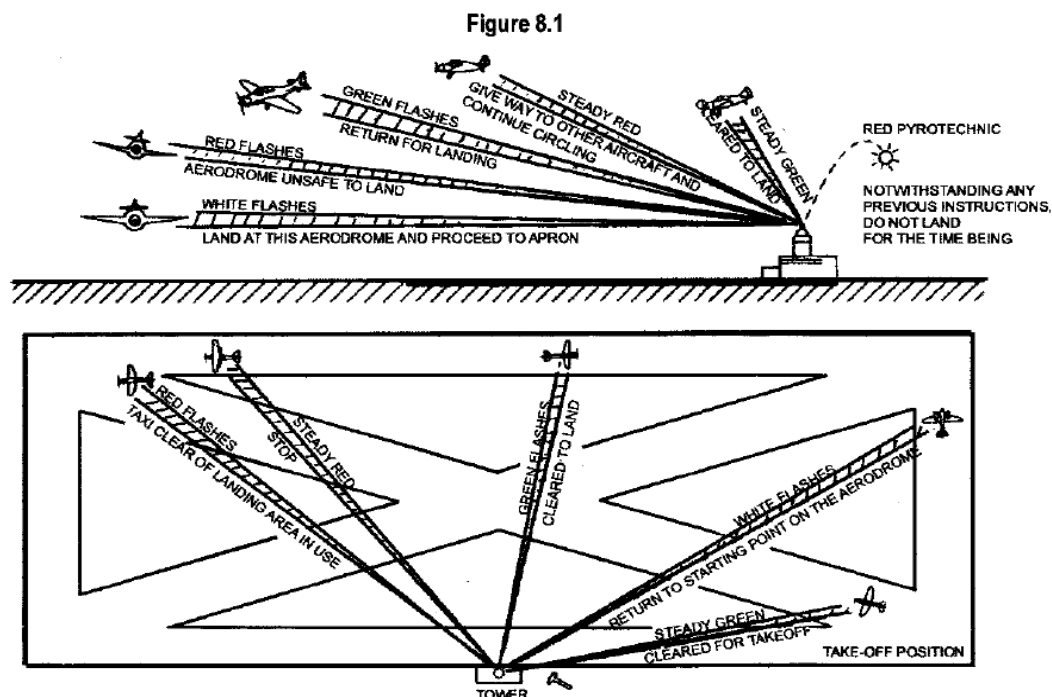 Figure 8.1
STEADY RED
GIVE WAY TO OTHER AIRCRAFT AND
CONTINUE CIRCLING
GREEN FLASHES
RETURN FOR LANDING
STEADY GREEN
CLEARED TO LAND
RED FLASHES
AERODROME UNSAFE TO LAND
WHITE FLASHES
LAND AT THIS AERODROME AND PROCEED TO APRON
RED PYROTECHNIC
NOTWITHSTANDING ANY
PREVIOUS INSTRUCTIONS,
DO NOT LAND
FOR THE TIME BEING
RED FLASHES
TAXI CLEAR OF LANDING AREA IN USE
STEADY RED
STOP
GREEN FLASHES
CLEARED TO LAND
WHITE FLASHES
RETURN TO STARTING POINT ON THE AERODROME
STEADY GREEN
CLEARED FOR TAKEOFF
TAKE-OFF POSITION
TOWER